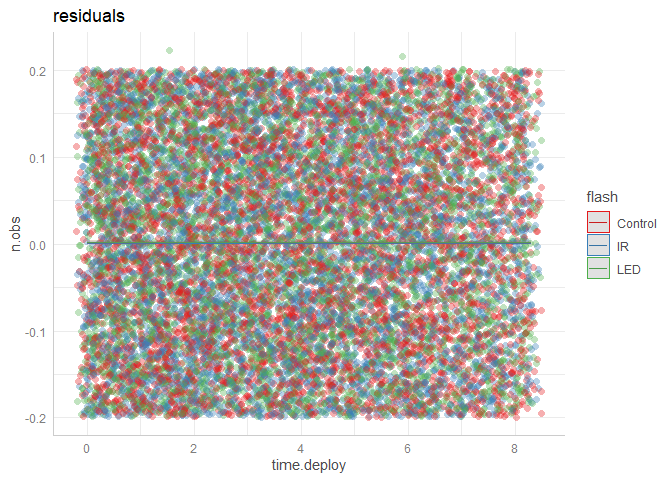 residuals
0.2
0.1
0.0
-0.1
-0.2
n.obs
0
2
4
6
8
time.deploy
flash
Control
IR
LED